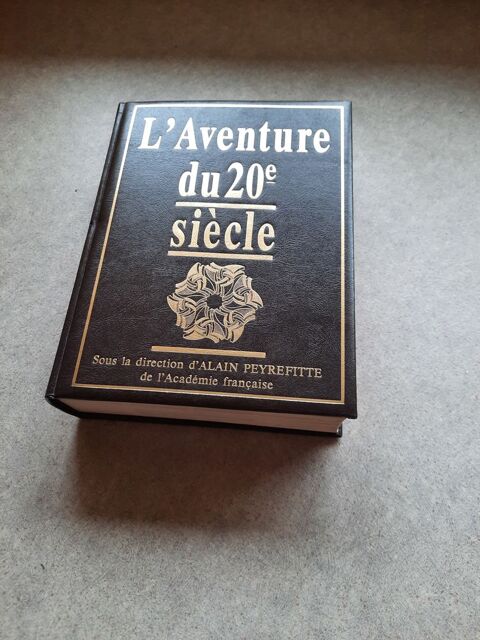 L'Aventure
du 20e
siècle
Sous la direction d'ALAIN PEYREFITTE
de l'Académie française